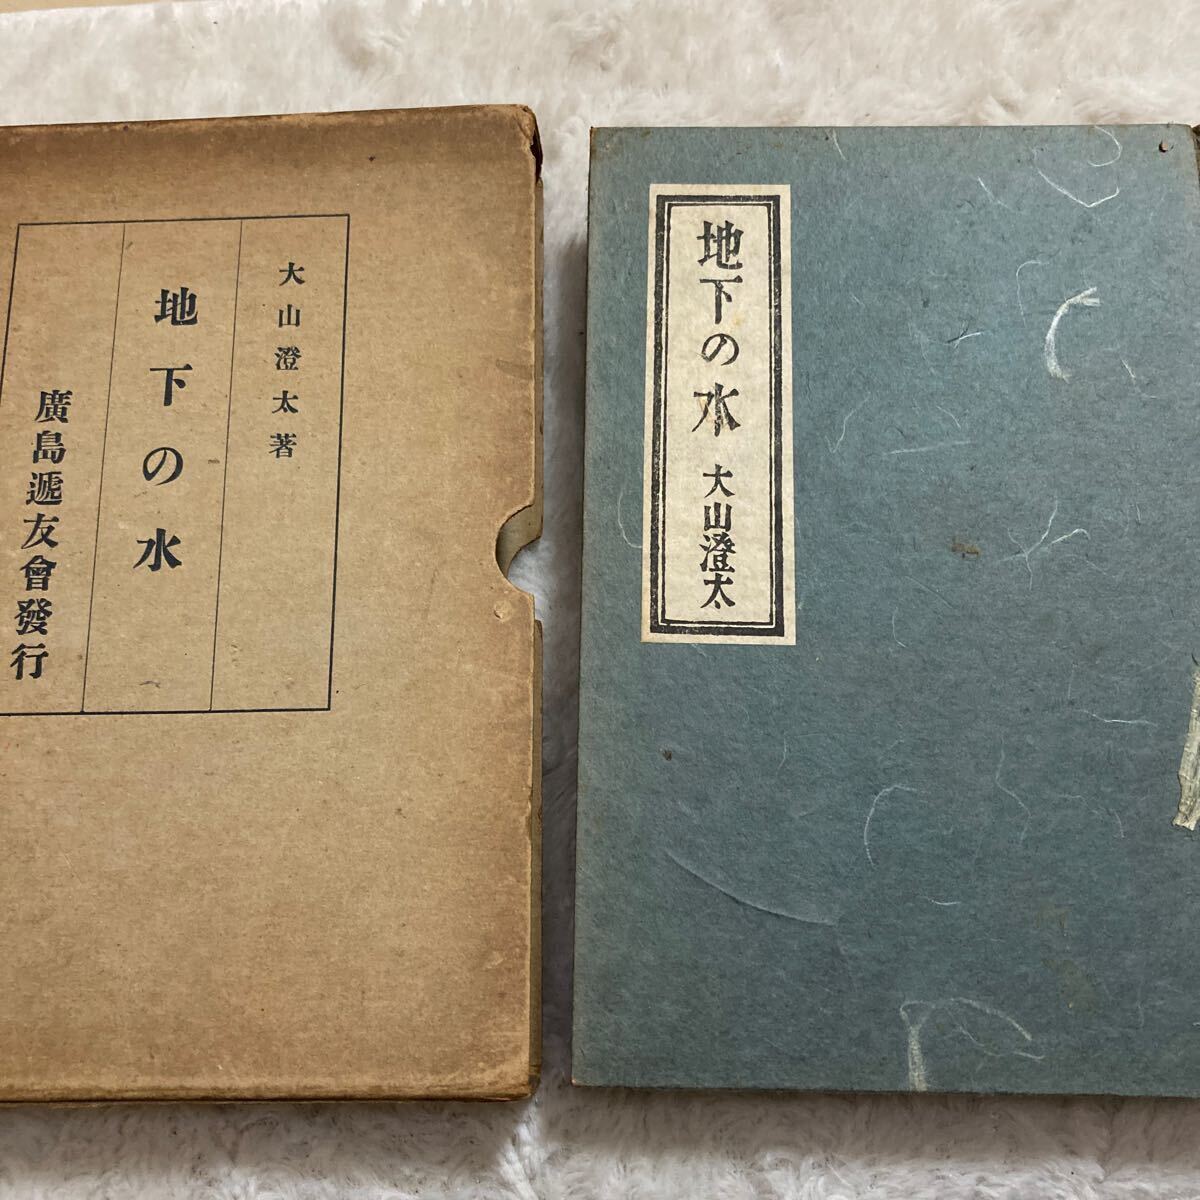 大山澄太著
地下の水
廣島遞友會發行
地下の水 大山澄太